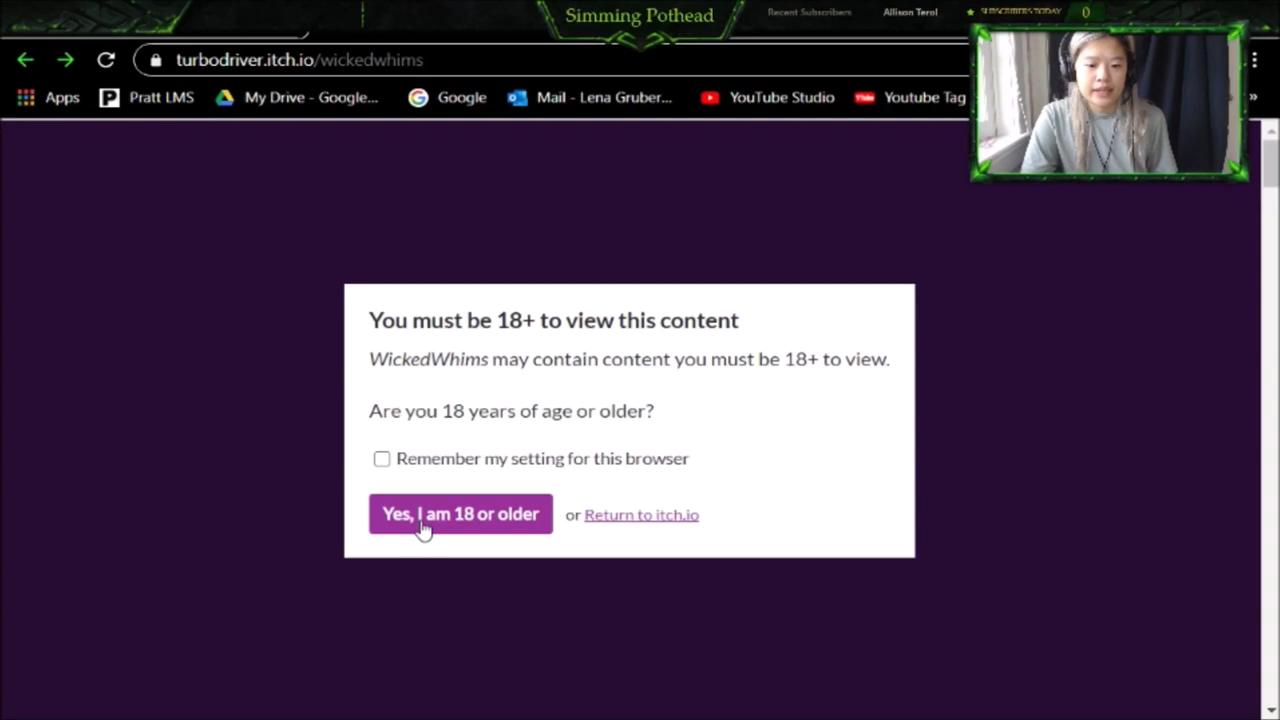 Simming Pothead
Recent Subscribers
Allison Terol
SUBSCRIBERS TODAY
0
turbodriver.itch.io/wickedwhims
Apps
Pratt LMS
My Drive - Google...
Google
Mail - Lena Gruber...
YouTube Studio
Youtube Tag
»
You must be 18+ to view this content
WickedWhims may contain content you must be 18+ to view.
Are you 18 years of age or older?
Remember my setting for this browser
Yes, I am 18 or older
or Return to itch.io